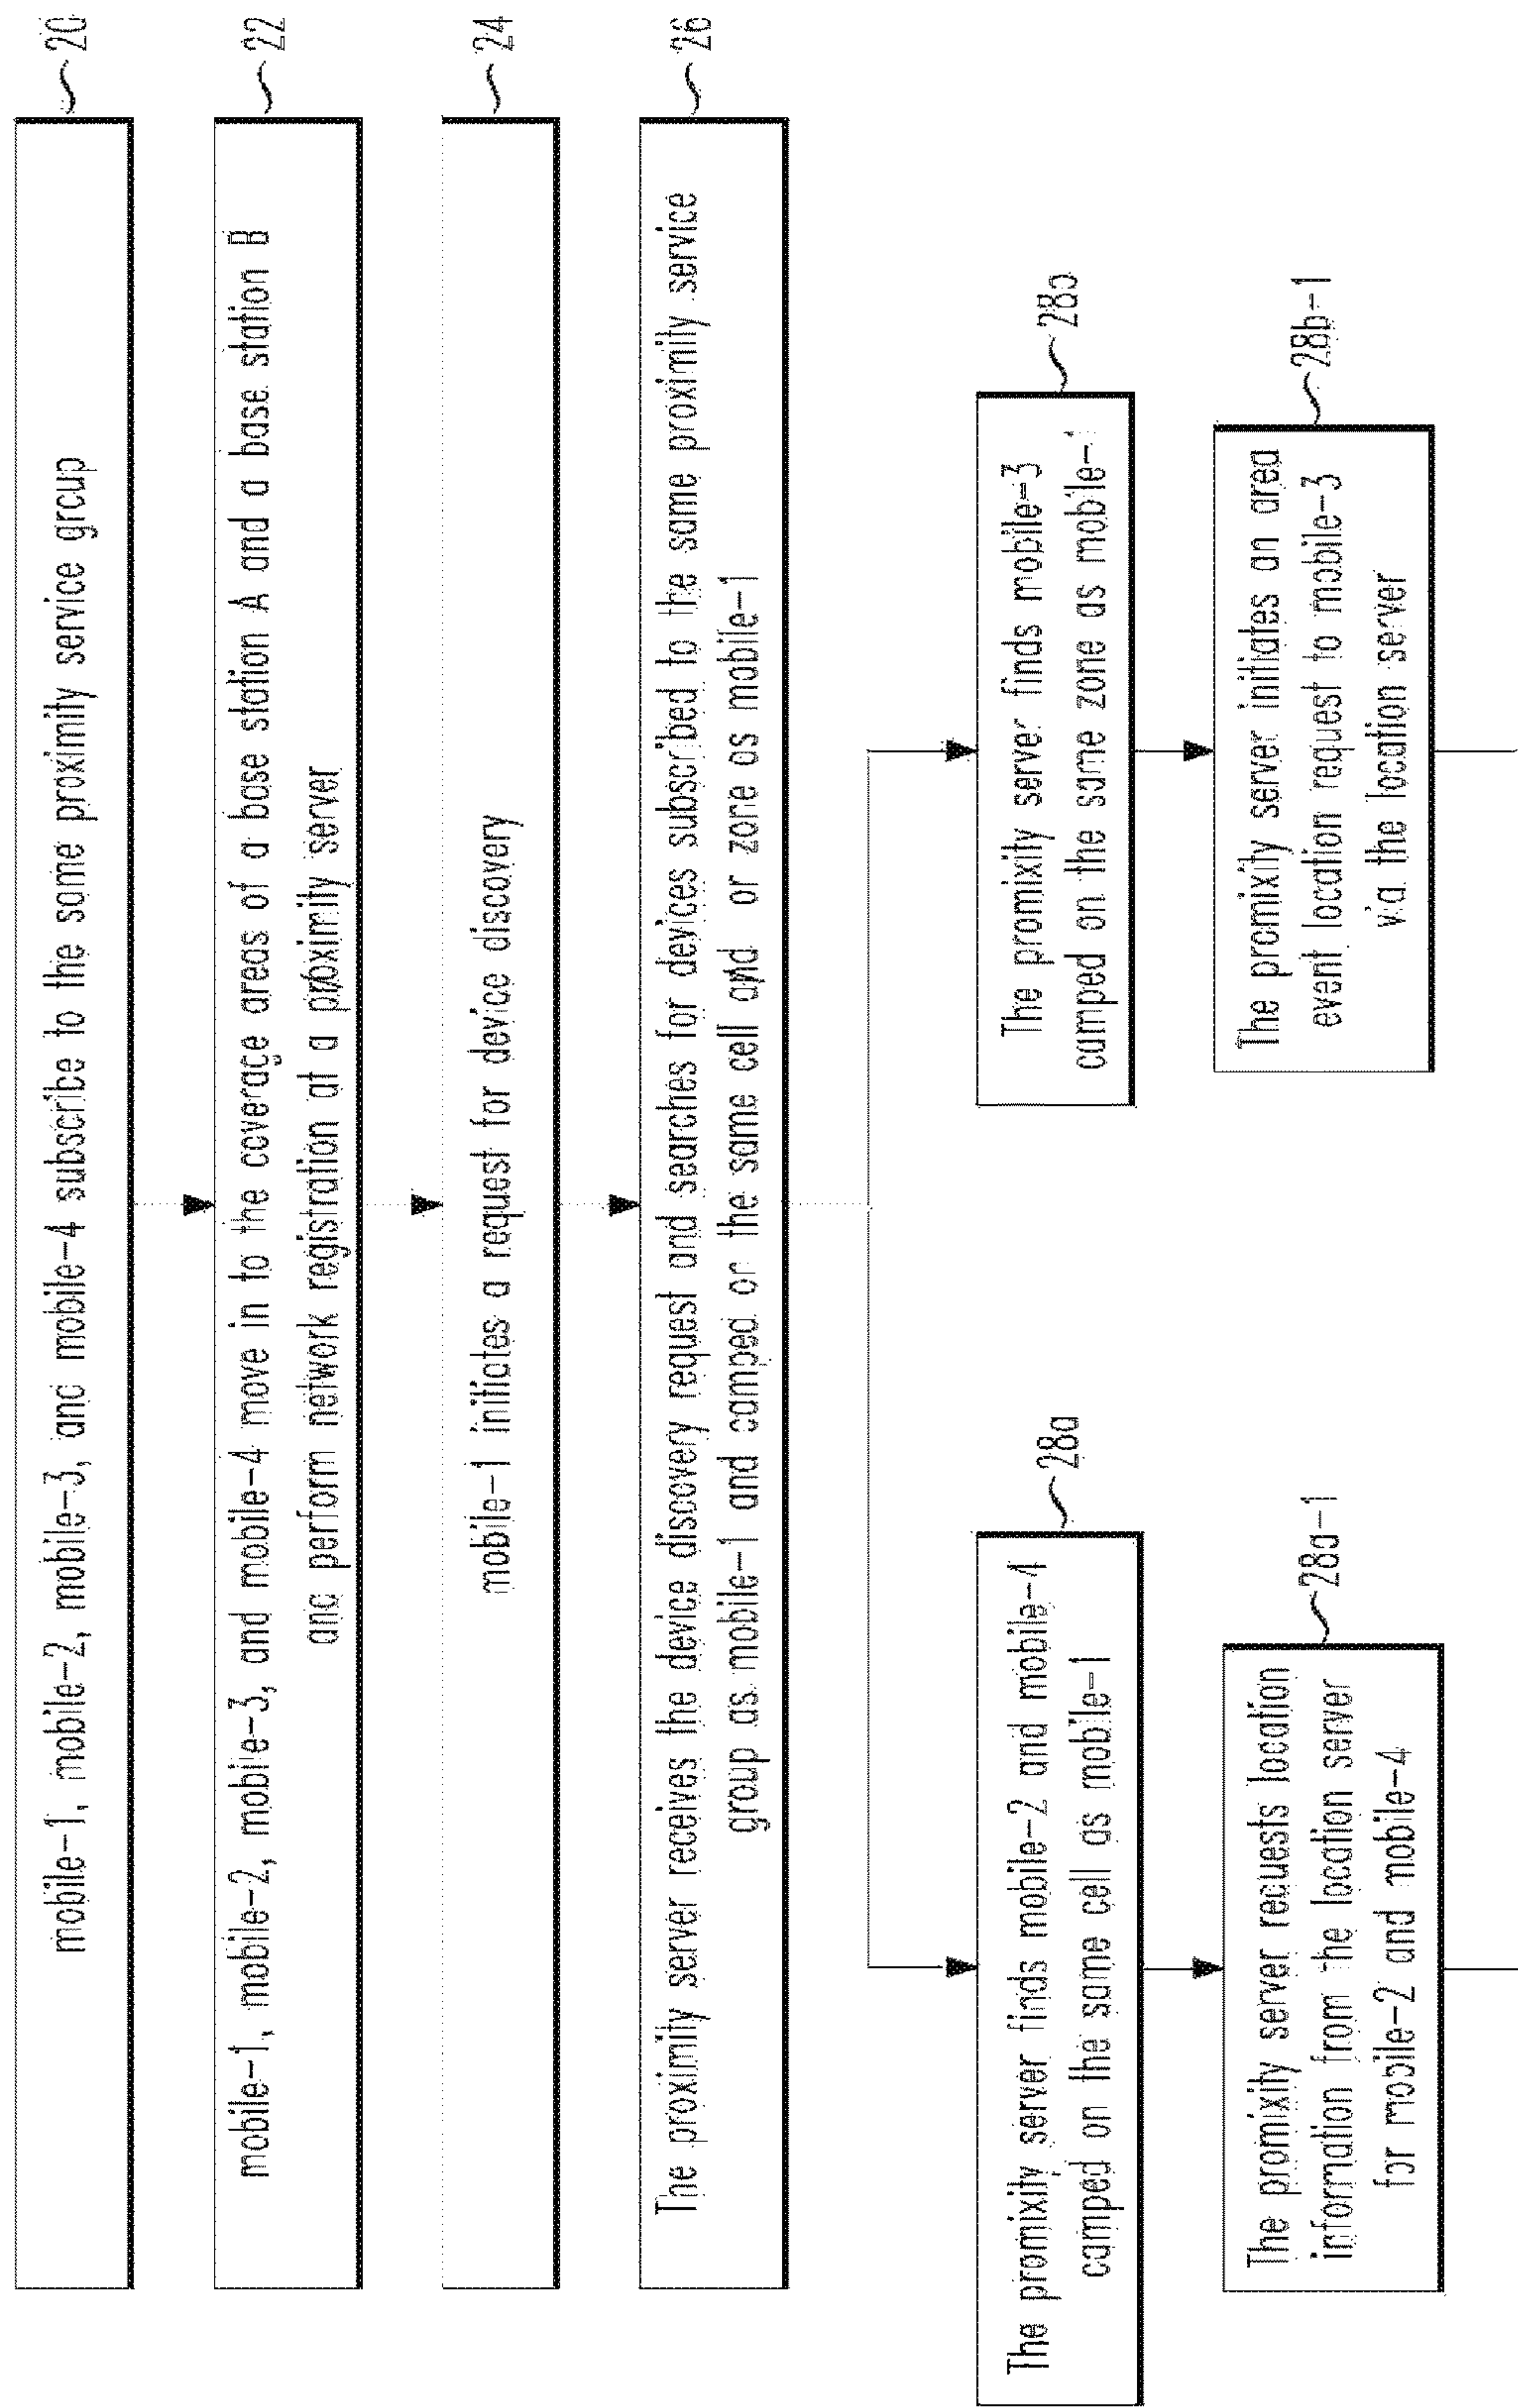 mobile-1, mobile-2, mobile-3, and mobile-4 subscribe to the same proximity service group
20
mobile-1, mobile-2, mobile-3, and mobile-4 move in to the coverage areas of a base station A and a base station B
and perform network registration at a proximity server
22
mobile-1 initiates a request for device discovery
24
The proximity server receives the device discovery request and searches for devices subscribed to the same proximity service
group as mobile-1 and camped on the same cell and or zone as mobile-1
26
The promixity server finds mobile-2 and mobile-4
camped on the same cell as mobile-1
28a
The promixity server requests location
information from the location server
for mobile-2 and mobile-4
28a-1
The promixity server finds mobile-3
camped on the same zone as mobile-1
28b
The promixity server initiates an area
event location request to mobile-3
via the location server
28b-1